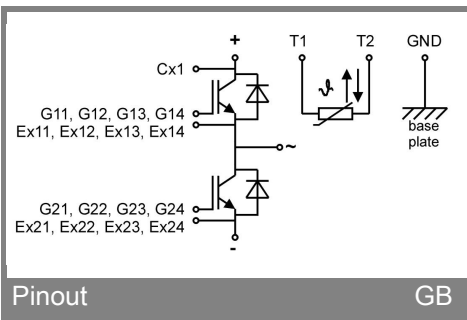 + T1 T2 GND
Cx1
ϑ
G11, G12, G13, G14
Ex11, Ex12, Ex13, Ex14
base
plate
~
G21, G22, G23, G24
Ex21, Ex22, Ex23, Ex24
-
Pinout GB